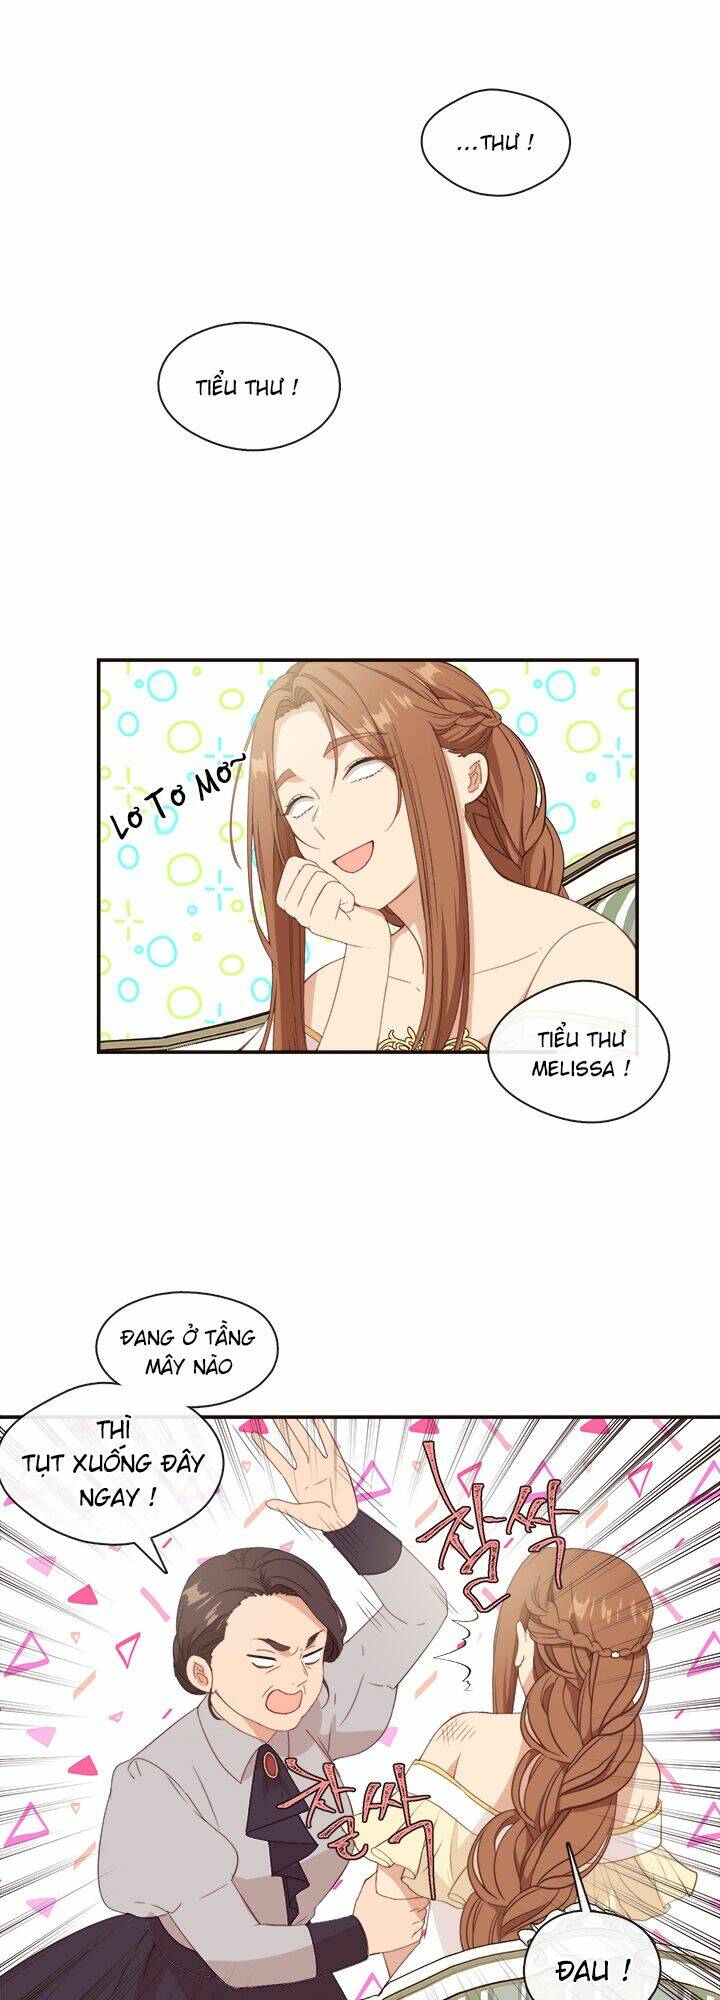 ...THƯ !
TIỂU THƯ !
LƠ TƠ MƠ~
TIỂU THƯ
MELISSA !
ĐANG Ở TẦNG
MÂY NÀO
THÌ
TỤT XUỐNG ĐÂY
NGAY !
찰싹
찰싹
ĐAU !